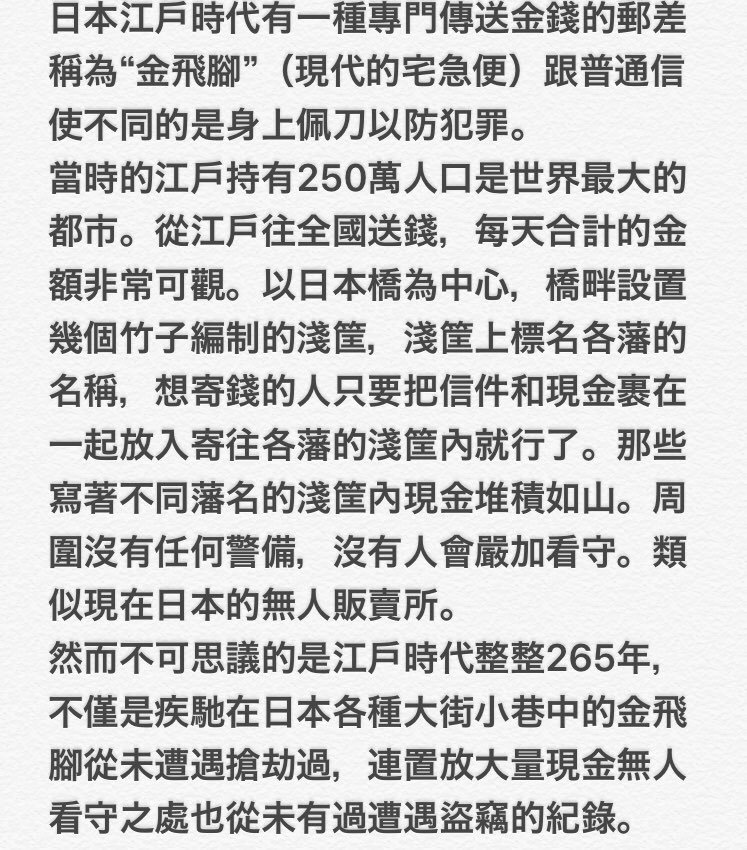 日本江戶時代有一種專門傳送金錢的郵差
稱為“金飛腳”（現代的宅急便）跟普通信
使不同的是身上佩刀以防犯罪。
當時的江戶持有250萬人口是世界最大的
都市。從江戶往全國送錢，每天合計的金
額非常可觀。以日本橋為中心，橋畔設置
幾個竹子編制的淺筐，淺筐上標名各藩的
名稱，想寄錢的人只要把信件和現金裹在
一起放入寄往各藩的淺筐內就行了。那些
寫著不同藩名的淺筐內現金堆積如山。周
圍沒有任何警備，沒有人會嚴加看守。類
似現在日本的無人販賣所。
然而不可思議的是江戶時代整整265年，
不僅是疾馳在日本各種大街小巷中的金飛
腳從未遭遇搶劫過，連置放大量現金無人
看守之處也從未有過遭遇盜竊的紀錄。